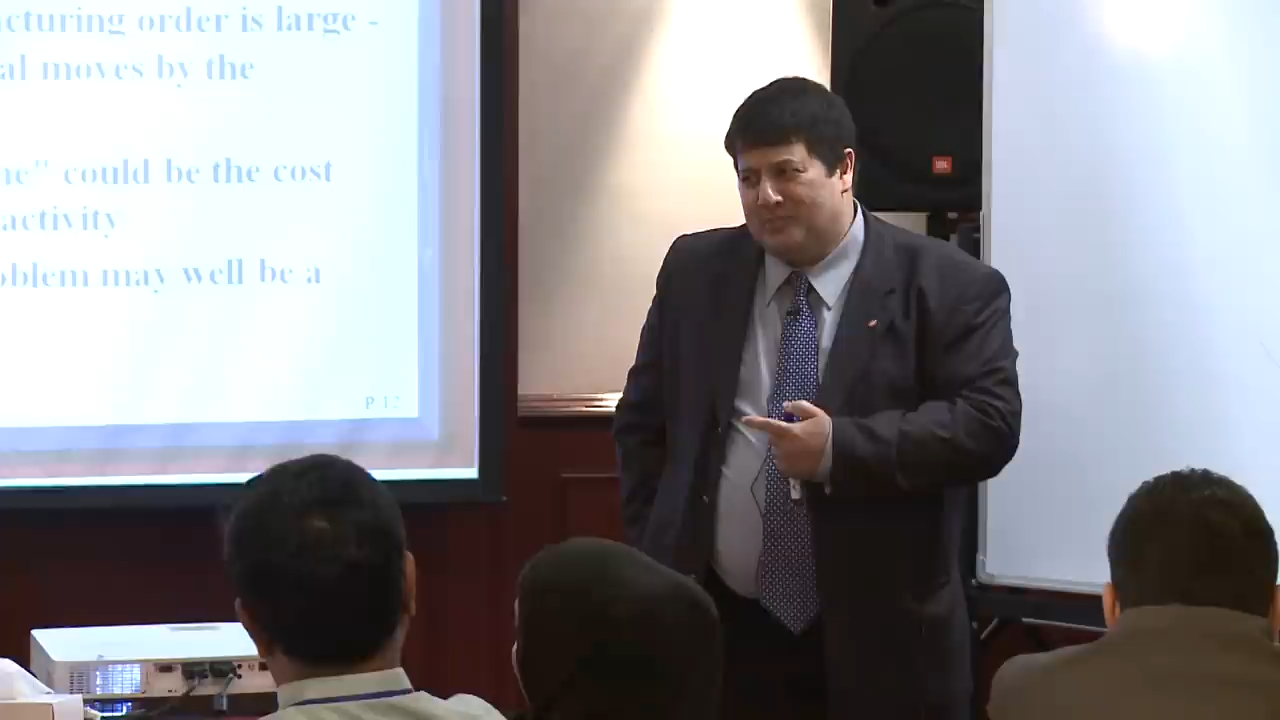 cturing order is large -
al moves by the
ne" could be the cost
activity
oblem may well be a
P 12
JBL